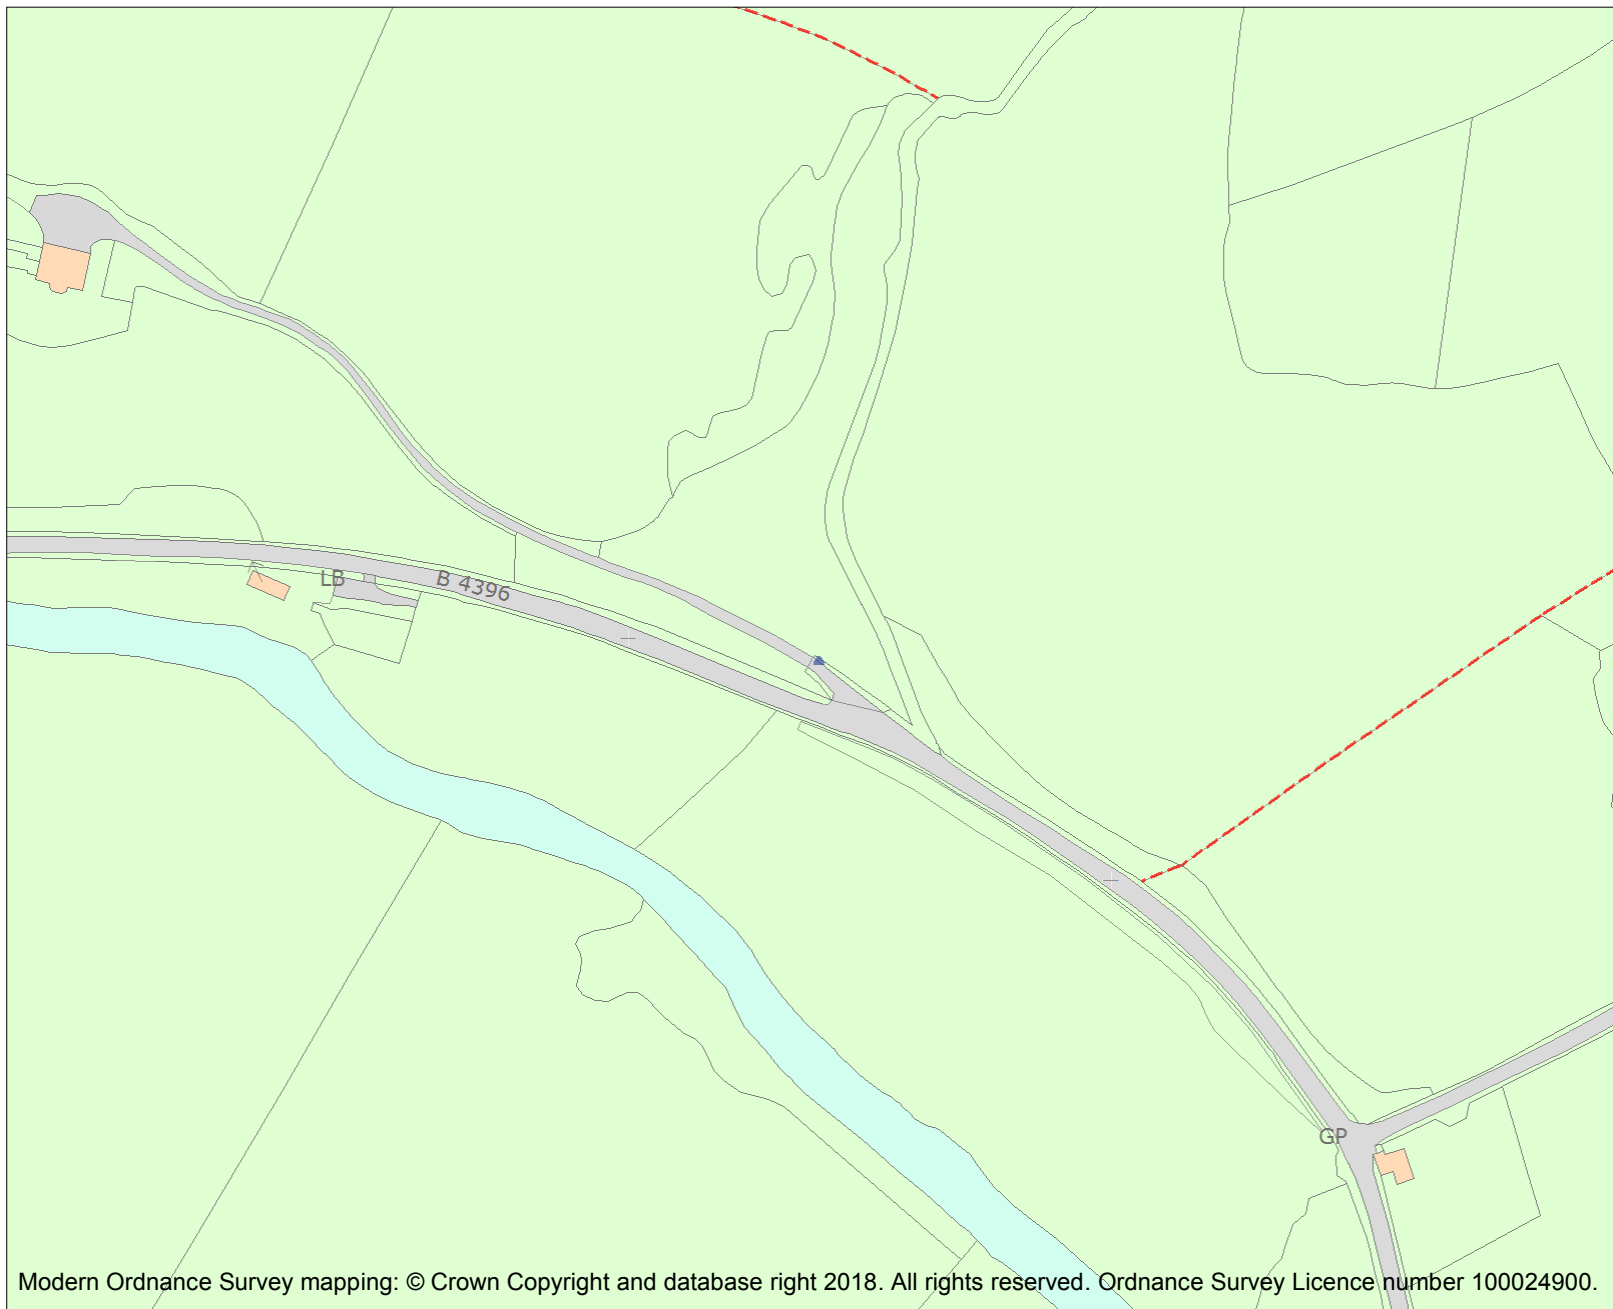 LB
B 4396
GP
Modern Ordnance Survey mapping: © Crown Copyright and database right 2018. All rights reserved. Ordnance Survey Licence number 100024900.